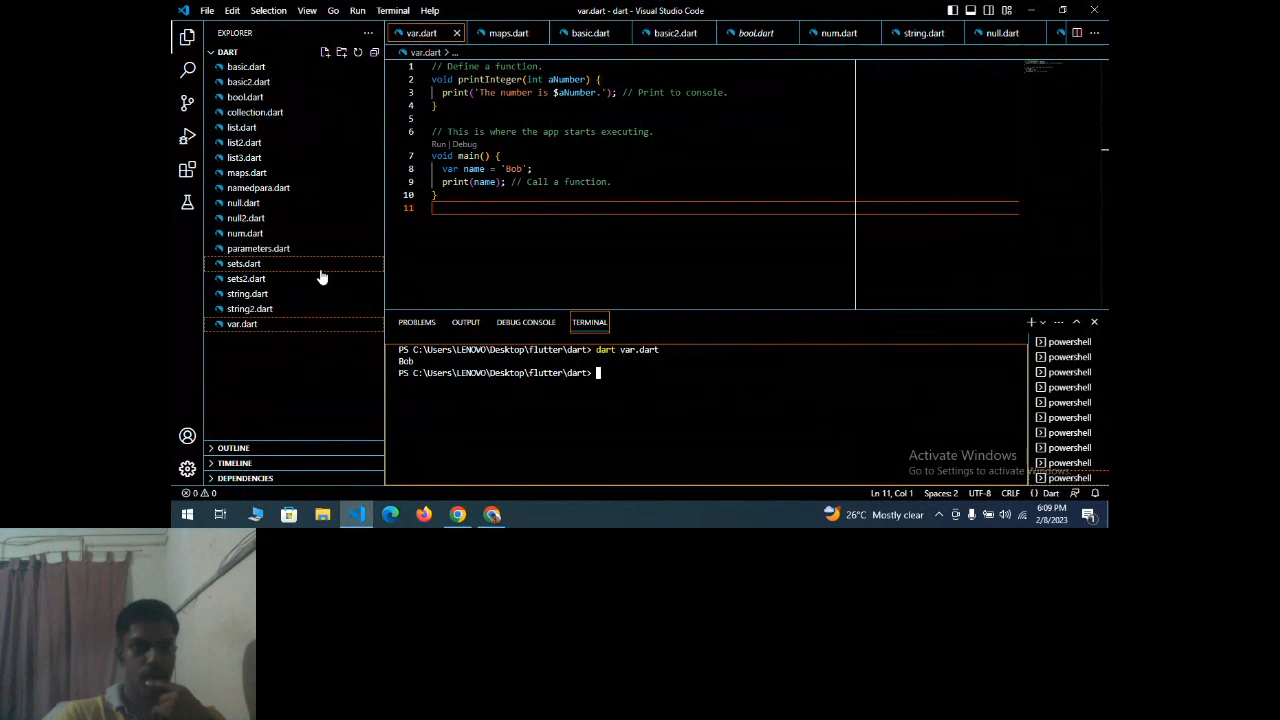 File Edit Selection View Go Run Terminal Help
var.dart - dart - Visual Studio Code
EXPLORER
DART
basic.dart
basic2.dart
bool.dart
collection.dart
list.dart
list2.dart
list3.dart
maps.dart
namedpara.dart
null.dart
null2.dart
num.dart
parameters.dart
sets.dart
sets2.dart
string.dart
string2.dart
var.dart
OUTLINE
TIMELINE
DEPENDENCIES
var.dart maps.dart basic.dart basic2.dart bool.dart num.dart string.dart null.dart
var.dart > ...
1 // Define a function.
2 void printInteger(int aNumber) {
3 print('The number is $aNumber.'); // Print to console.
4 }
5
6 // This is where the app starts executing.
Run | Debug
7 void main() {
8 var name = 'Bob';
9 print(name); // Call a function.
10 }
11
PROBLEMS OUTPUT DEBUG CONSOLE TERMINAL
PS C:\Users\LENOVO\Desktop\flutter\dart> dart var.dart
Bob
PS C:\Users\LENOVO\Desktop\flutter\dart>
powershell
powershell
powershell
powershell
powershell
powershell
powershell
powershell
powershell
powershell
Activate Windows
Go to Settings to activate Windows.
0 0
Ln 11, Col 1 Spaces: 2 UTF-8 CRLF {} Dart
26°C Mostly clear
6:09 PM
2/8/2023
1